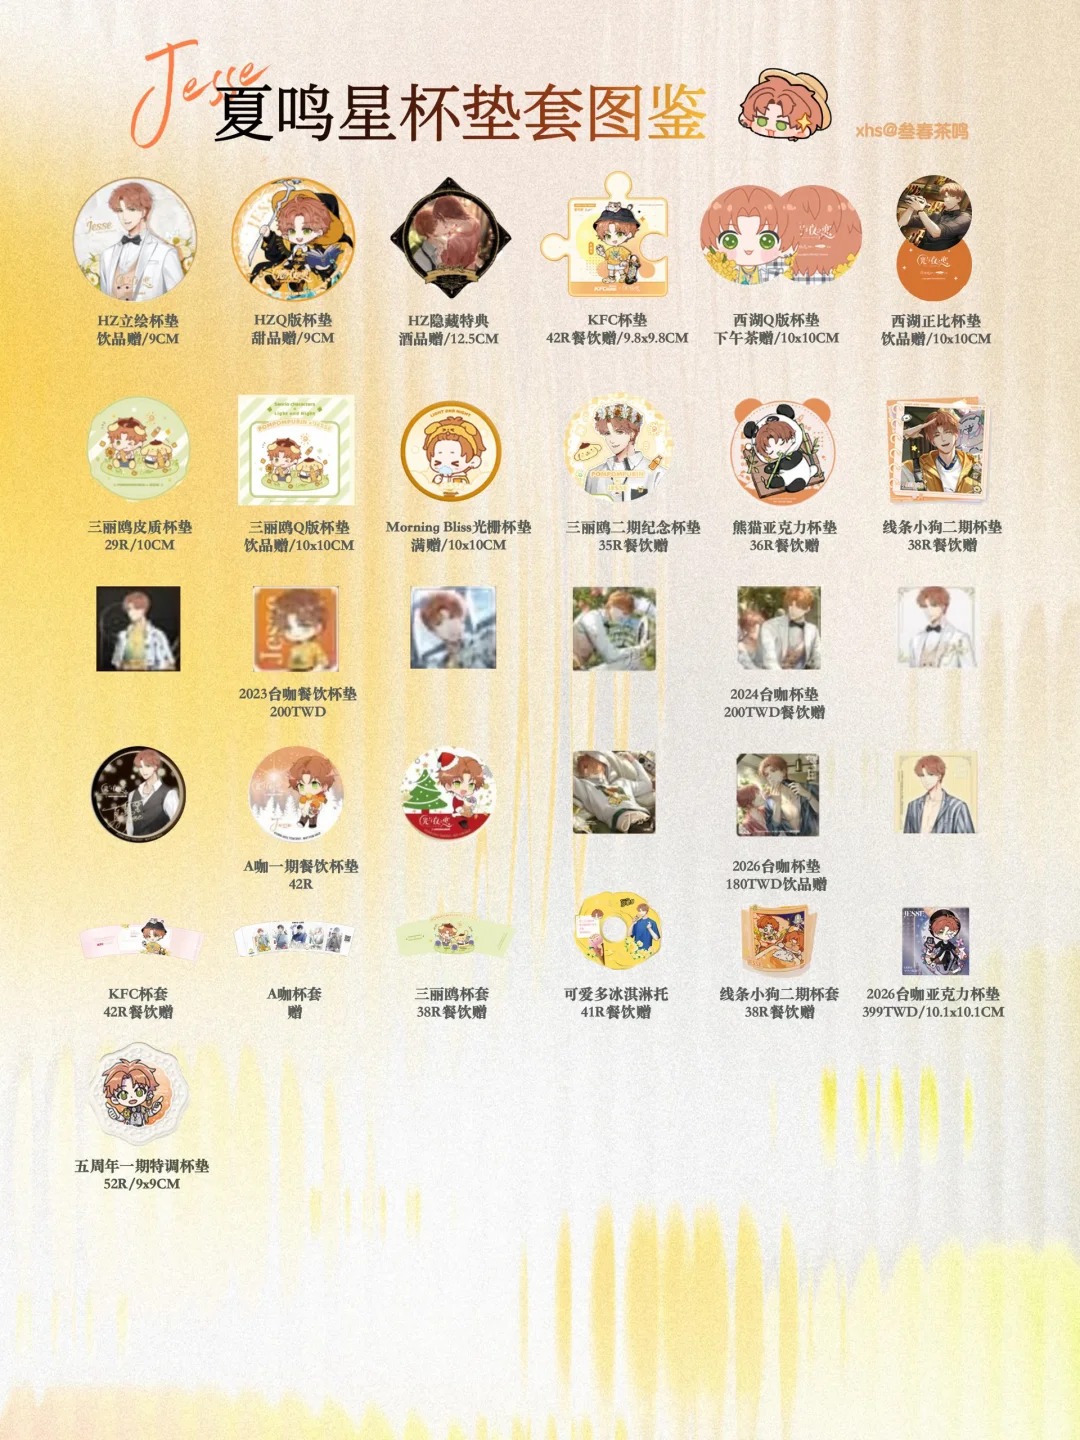 Jesse
夏鸣星杯垫套图鉴
xhs@叁春茶鸣
HZ立绘杯垫
饮品赠/9CM
HZQ版杯垫
甜品赠/9CM
HZ隐藏特典
酒品赠/12.5CM
KFC杯垫
42R餐饮赠/9.8x9.8CM
西湖Q版杯垫
下午茶赠/10x10CM
西湖正比杯垫
饮品赠/10x10CM
三丽鸥皮质杯垫
29R/10CM
三丽鸥Q版杯垫
饮品赠/10x10CM
Morning Bliss光栅杯垫
满赠/10x10CM
三丽鸥二期纪念杯垫
35R餐饮赠
熊猫亚克力杯垫
36R餐饮赠
线条小狗二期杯垫
38R餐饮赠
2023台咖餐饮杯垫
200TWD
2024台咖杯垫
200TWD餐饮赠
A咖一期餐饮杯垫
42R
2026台咖杯垫
180TWD饮品赠
KFC杯套
42R餐饮赠
A咖杯套
赠
三丽鸥杯套
38R餐饮赠
可爱多冰淇淋托
41R餐饮赠
线条小狗二期杯套
38R餐饮赠
2026台咖亚克力杯垫
399TWD/10.1x10.1CM
五周年一期特调杯垫
52R/9x9CM